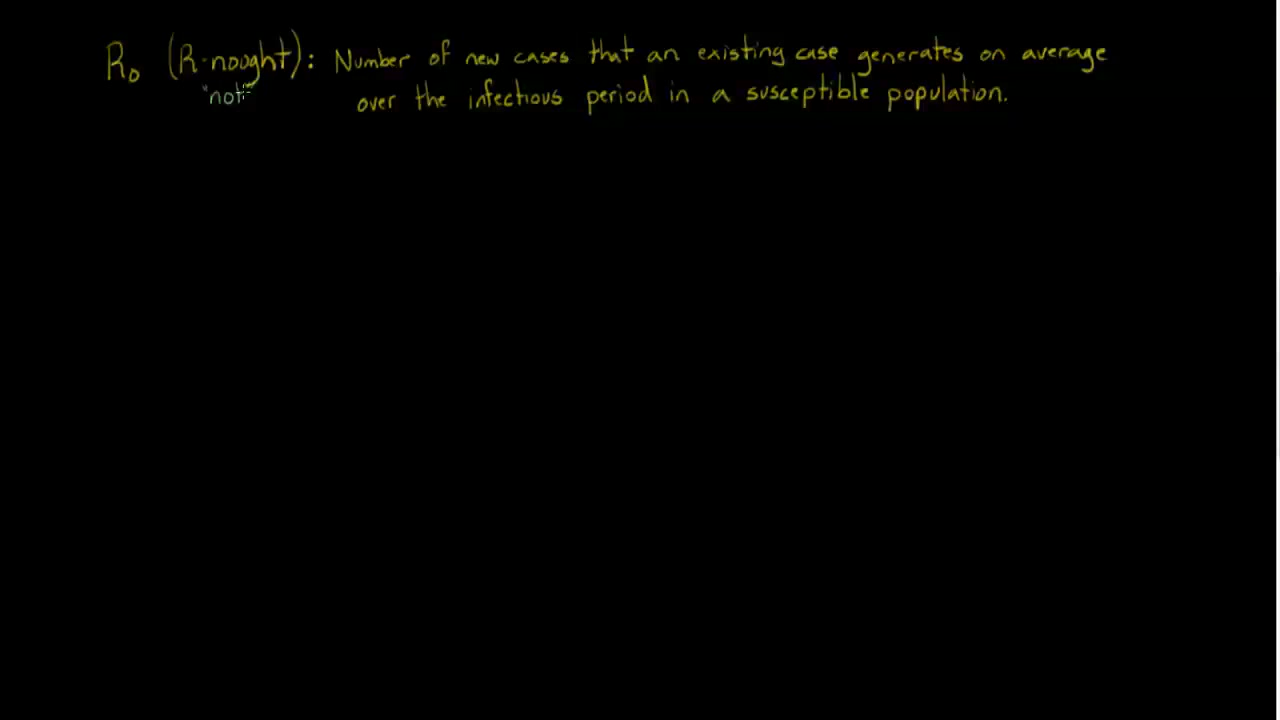 R₀ (R-nought): Number of new cases that an existing case generates on average
"not" over the infectious period in a susceptible population.